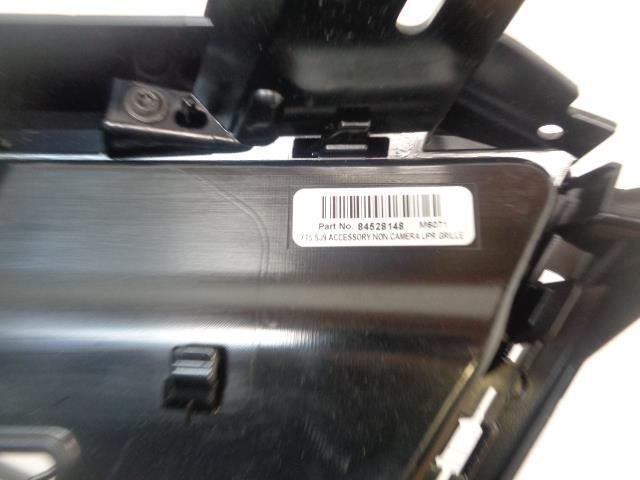 Part No. 84528148 M6071
ACCESSORY NON CAMERA UPR GRILLE